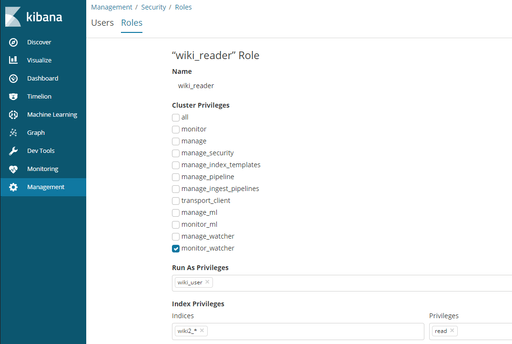 kibana
Discover
Visualize
Dashboard
Timelion
Machine Learning
Graph
Dev Tools
Monitoring
Management
Management / Security / Roles
Users Roles
“wiki_reader” Role
Name
wiki_reader
Cluster Privileges
all
monitor
manage
manage_security
manage_index_templates
manage_pipeline
manage_ingest_pipelines
transport_client
manage_ml
monitor_ml
manage_watcher
monitor_watcher
Run As Privileges
wiki_user ×
Index Privileges
Indices Privileges
wiki2_* × read ×